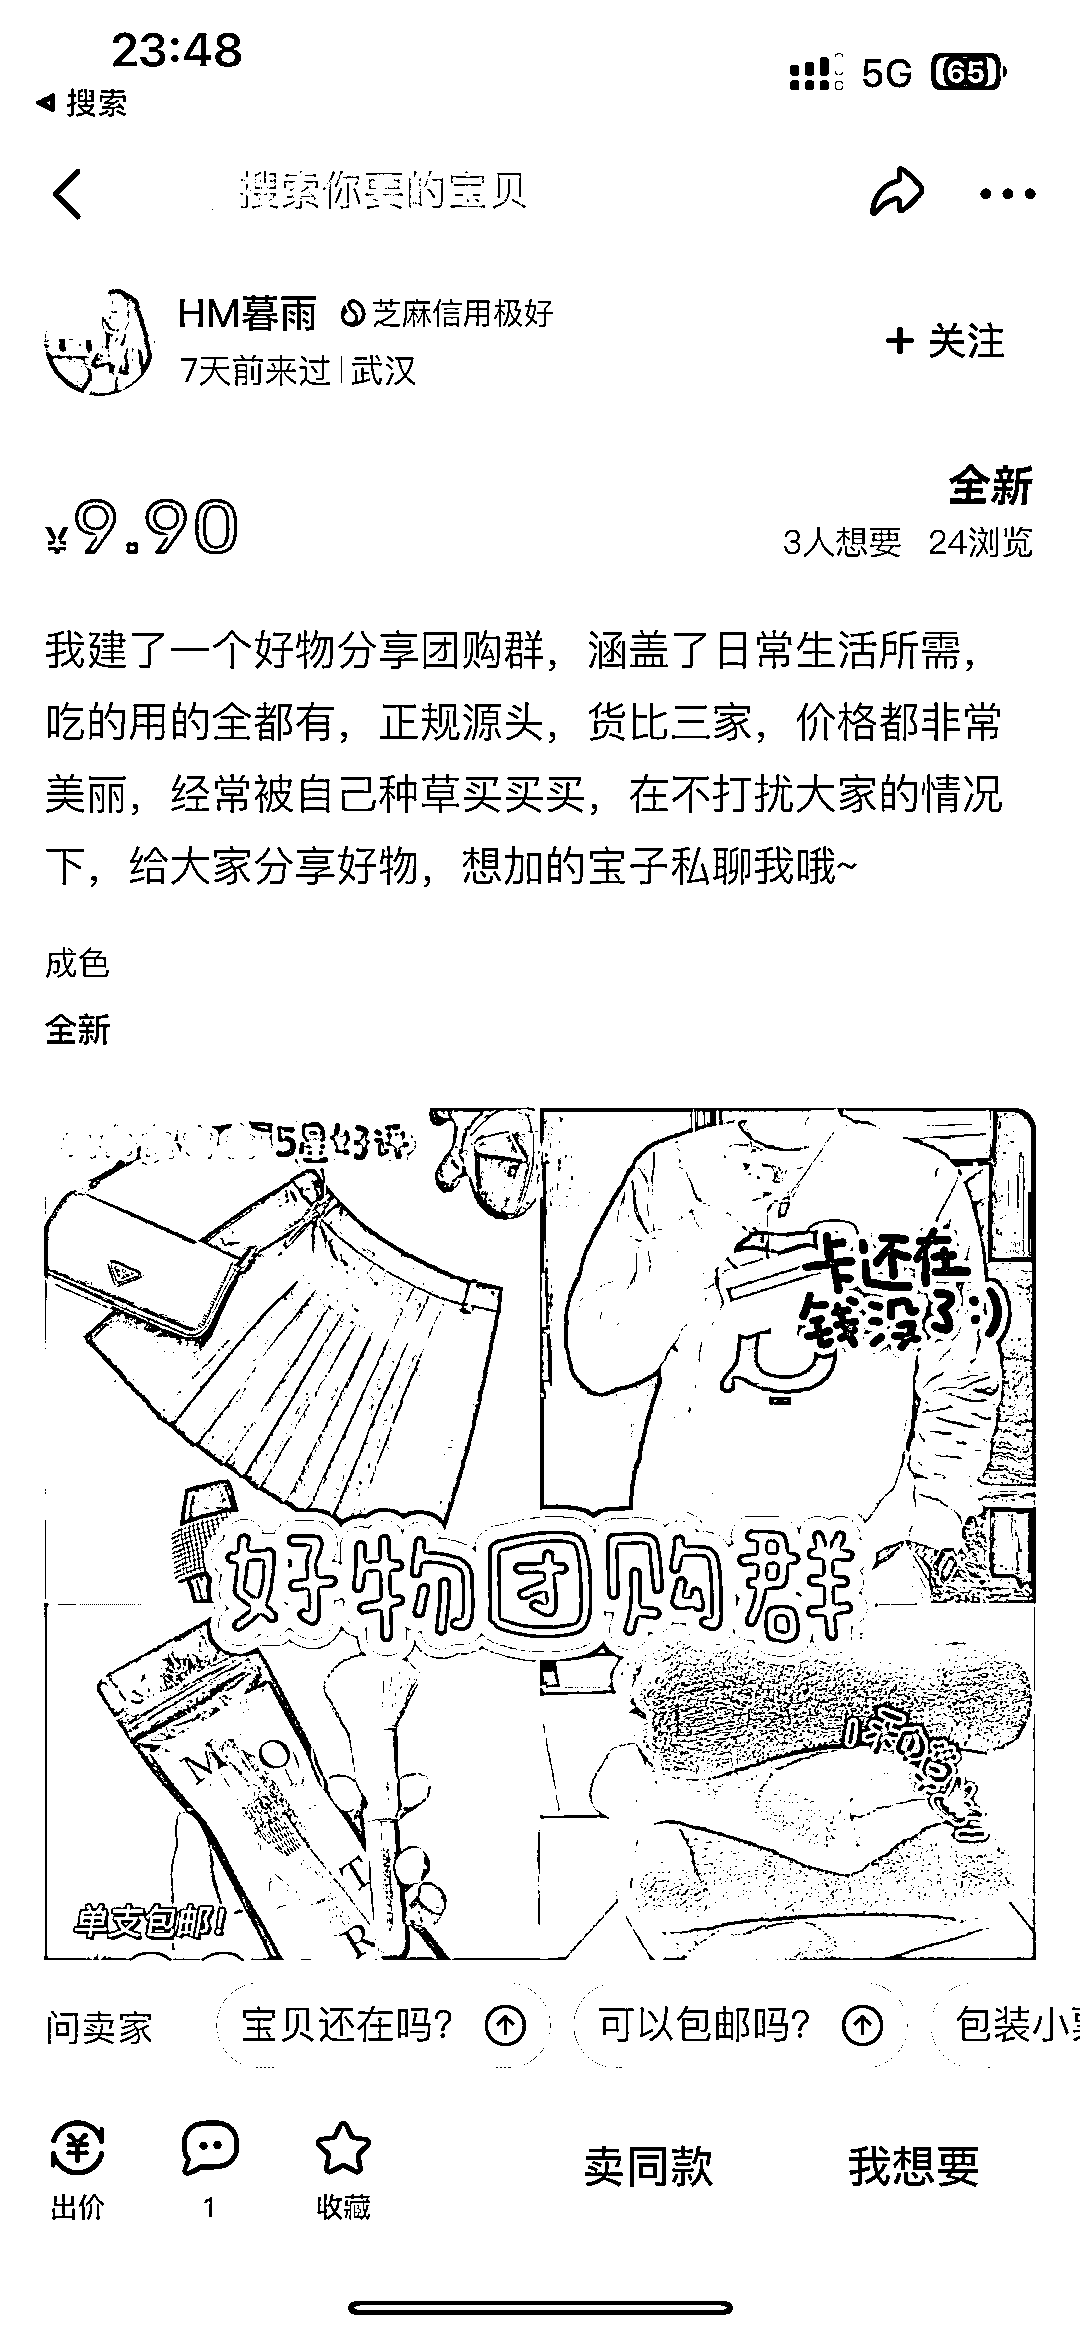 23:48
5G
65
搜索
搜索你要的宝贝
HM暮雨 芝麻信用极好
7天前来过|武汉
+ 关注
¥9.90
全新
3人想要 24浏览
我建了一个好物分享团购群，涵盖了日常生活所需，
吃的用的全都有，正规源头，货比三家，价格都非常
美丽，经常被自己种草买买买，在不打扰大家的情况
下，给大家分享好物，想加的宝子私聊我哦~
成色
全新
5星好评
卡还在
钱没了:)
好物团购群
M O
T
R
单支包邮！
问卖家
宝贝还在吗？
可以包邮吗？
包装小
出价
1
收藏
卖同款
我想要